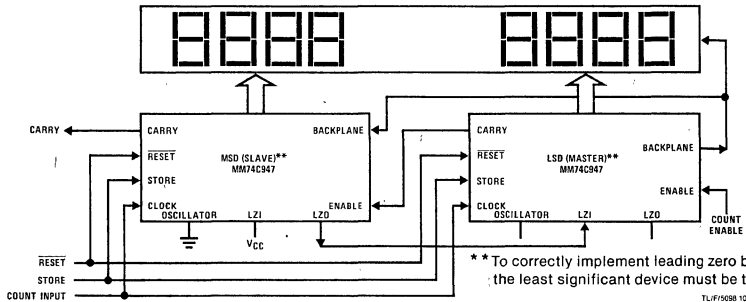 CARRY
CARRY
BACKPLANE
RESET
MSD (SLAVE)**
MM74C947
STORE
CLOCK
ENABLE
OSCILLATOR
LZI
LZO
VCC
CARRY
BACKPLANE
RESET
LSD (MASTER)**
MM74C947
STORE
ENABLE
CLOCK
OSCILLATOR
LZI
LZO
COUNT
ENABLE
RESET
STORE
COUNT INPUT
**To correctly implement leading zero
the least significant device must be
TL/F/5098 10